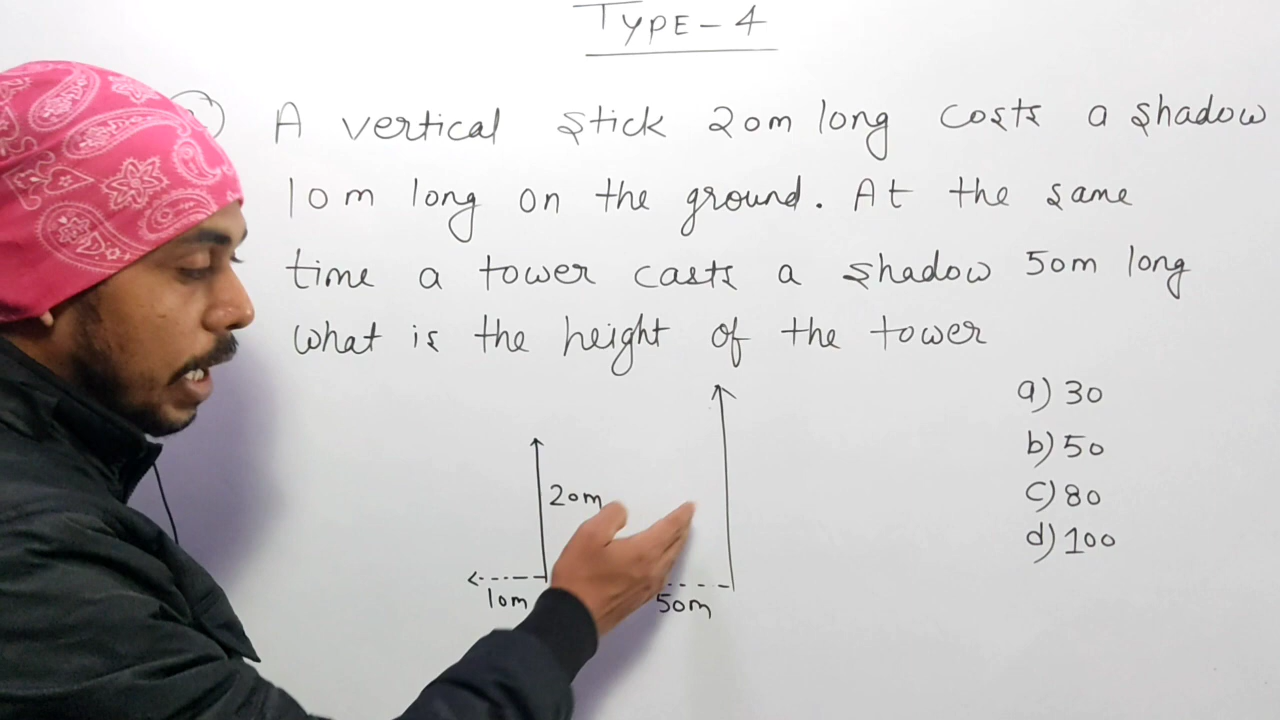 TYPE-4
A vertical stick 20m long costs a shadow
10m long on the ground. At the same
time a tower casts a shadow 50m long
what is the height of the tower
a) 30
b) 50
c) 80
d) 100
20m
10m
50m